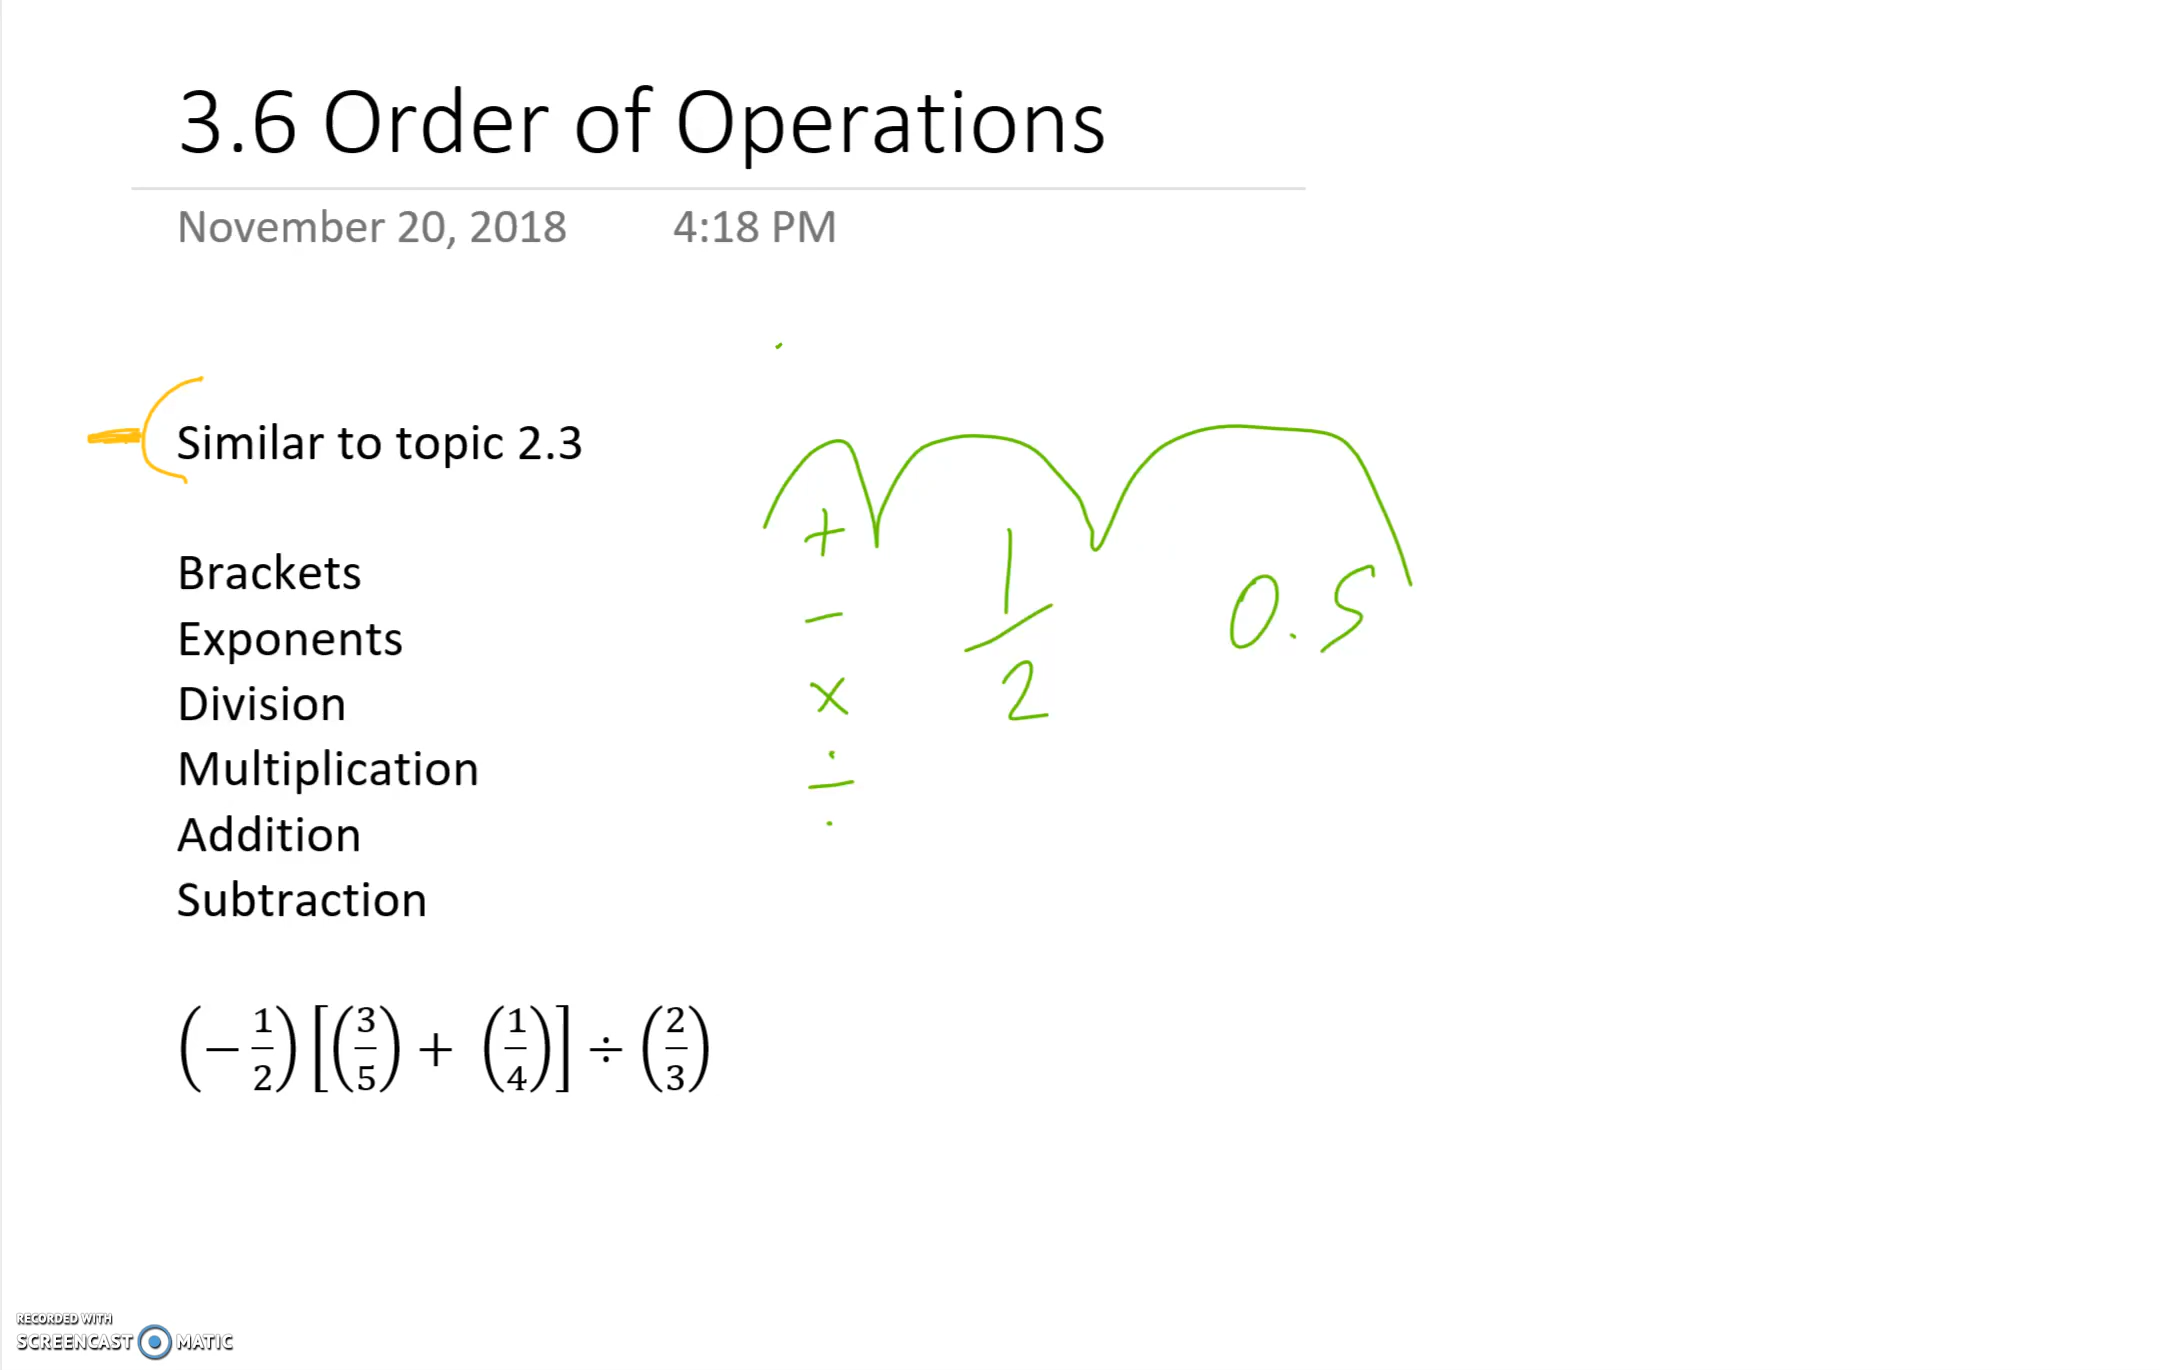 3.6 Order of Operations
November 20, 2018 4:18 PM
Similar to topic 2.3
Brackets
Exponents
Division
Multiplication
Addition
Subtraction
+
−
×
÷
1/2
0.5
(−1/2)[(3/5) + (1/4)] ÷ (2/3)
RECORDED WITH
SCREENCAST MATIC